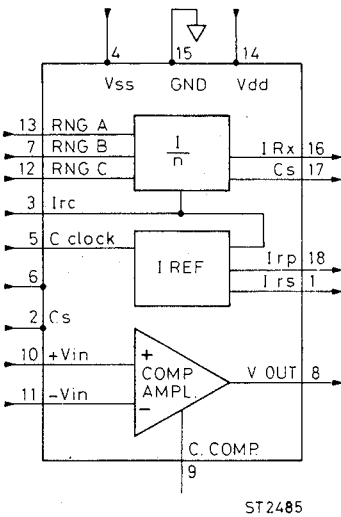 4 15 14
Vss GND Vdd
13 RNG A
7 RNG B
12 RNG C
I
n
IRx 16
Cs 17
3 Irc
5 C clock
I REF
Irp 18
Irs 1
6
2 Cs
10 +Vin
11 -Vin
+
COMP
AMPL.
-
V OUT 8
C. COMP.
9
ST2485